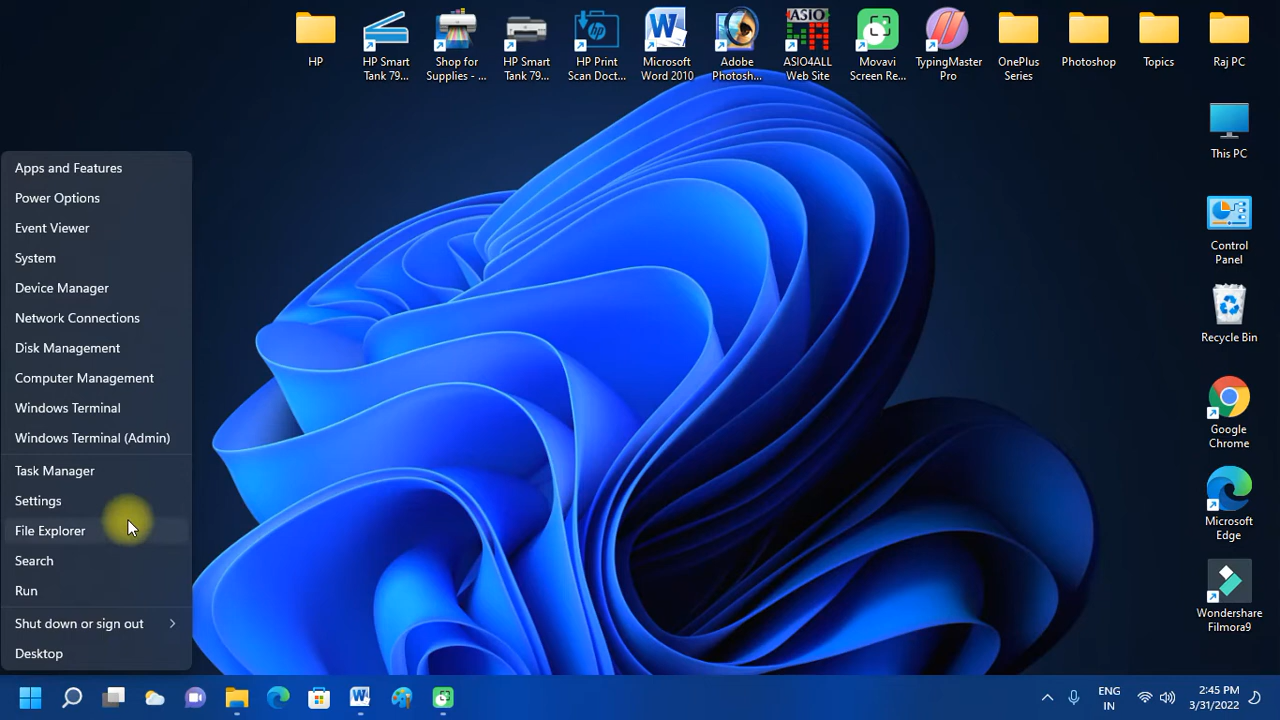 HP
HP Smart
Tank 79...
Shop for
Supplies - ...
HP Smart
Tank 79...
HP Print
Scan Doct...
Microsoft
Word 2010
Adobe
Photosh...
ASIO
ASIO4ALL
Web Site
Movavi
Screen Re...
TypingMaster
Pro
OnePlus
Series
Photoshop
Topics
Raj PC
This PC
Control
Panel
Recycle Bin
Google
Chrome
Microsoft
Edge
Wondershare
Filmora9
Apps and Features
Power Options
Event Viewer
System
Device Manager
Network Connections
Disk Management
Computer Management
Windows Terminal
Windows Terminal (Admin)
Task Manager
Settings
File Explorer
Search
Run
Shut down or sign out
Desktop
ENG
IN
2:45 PM
3/31/2022